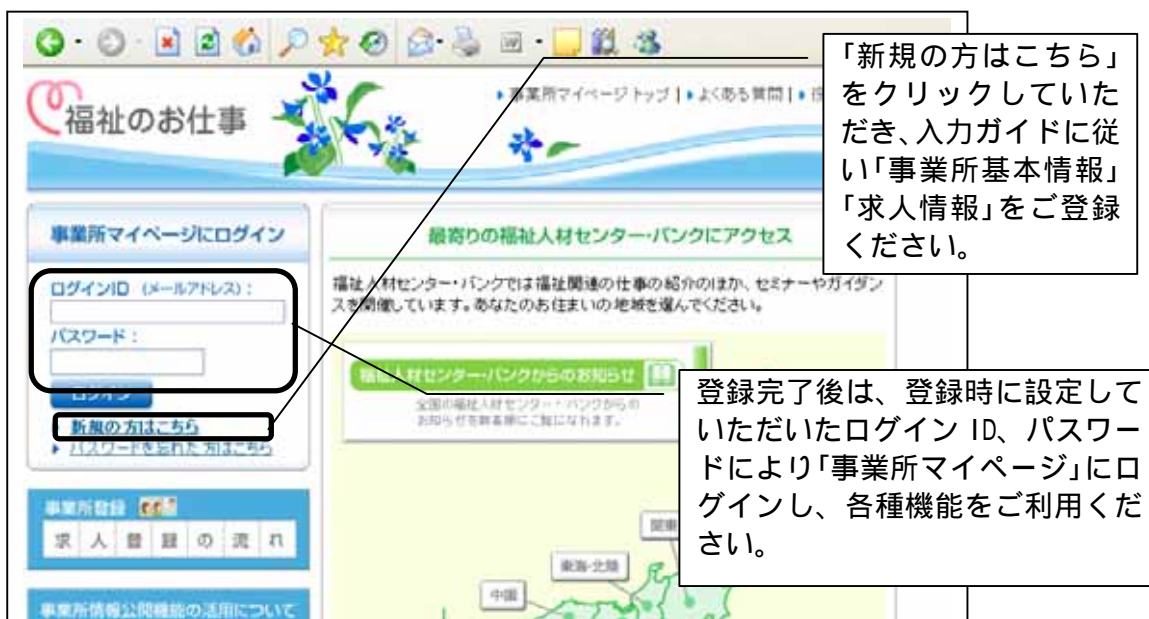 福祉のお仕事
事業所マイページトップ | よくある質問 |
「新規の方はこちら」
をクリックしていた
だき、入力ガイドに従
い「事業所基本情報」
「求人情報」をご登録
ください。
事業所マイページにログイン
ログインID (メールアドレス):
パスワード:
ログイン
新規の方はこちら
パスワードを忘れた方はこちら
事業所登録
求人登録の流れ
事業所情報公開機能の活用について
最寄りの福祉人材センター・バンクにアクセス
福祉人材センター・バンクでは福祉関連の仕事の紹介のほか、セミナーやガイダン
スを開催しています。あなたのお住まいの地域を選んでください。
福祉人材センター・バンクからのお知らせ
全国の福祉人材センター・バンクからの
お知らせを新着順にご覧になれます。
登録完了後は、登録時に設定して
いただいたログイン ID、パスワー
ドにより「事業所マイページ」にロ
グインし、各種機能をご利用くだ
さい。
関東
東海・北陸
中国